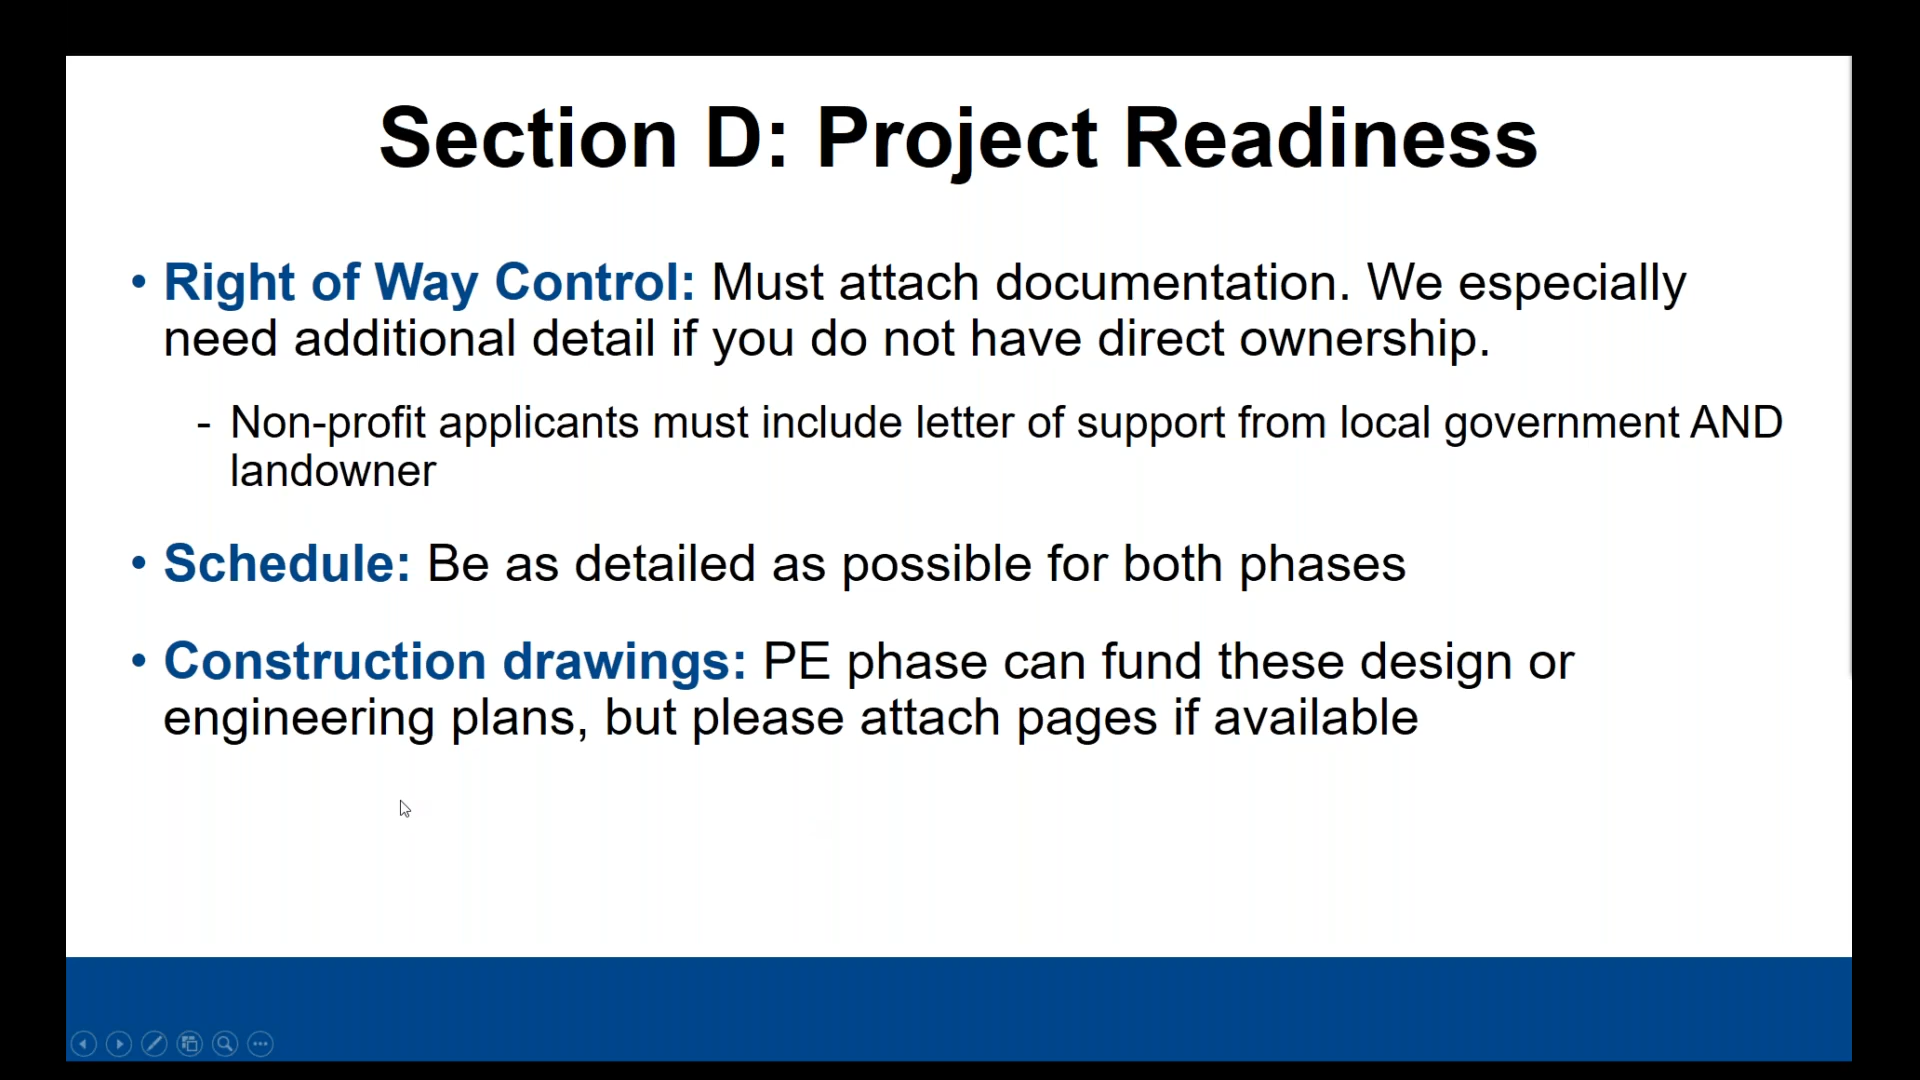 Section D: Project Readiness
• Right of Way Control: Must attach documentation. We especially
need additional detail if you do not have direct ownership.
- Non-profit applicants must include letter of support from local government AND
landowner
• Schedule: Be as detailed as possible for both phases
• Construction drawings: PE phase can fund these design or
engineering plans, but please attach pages if available